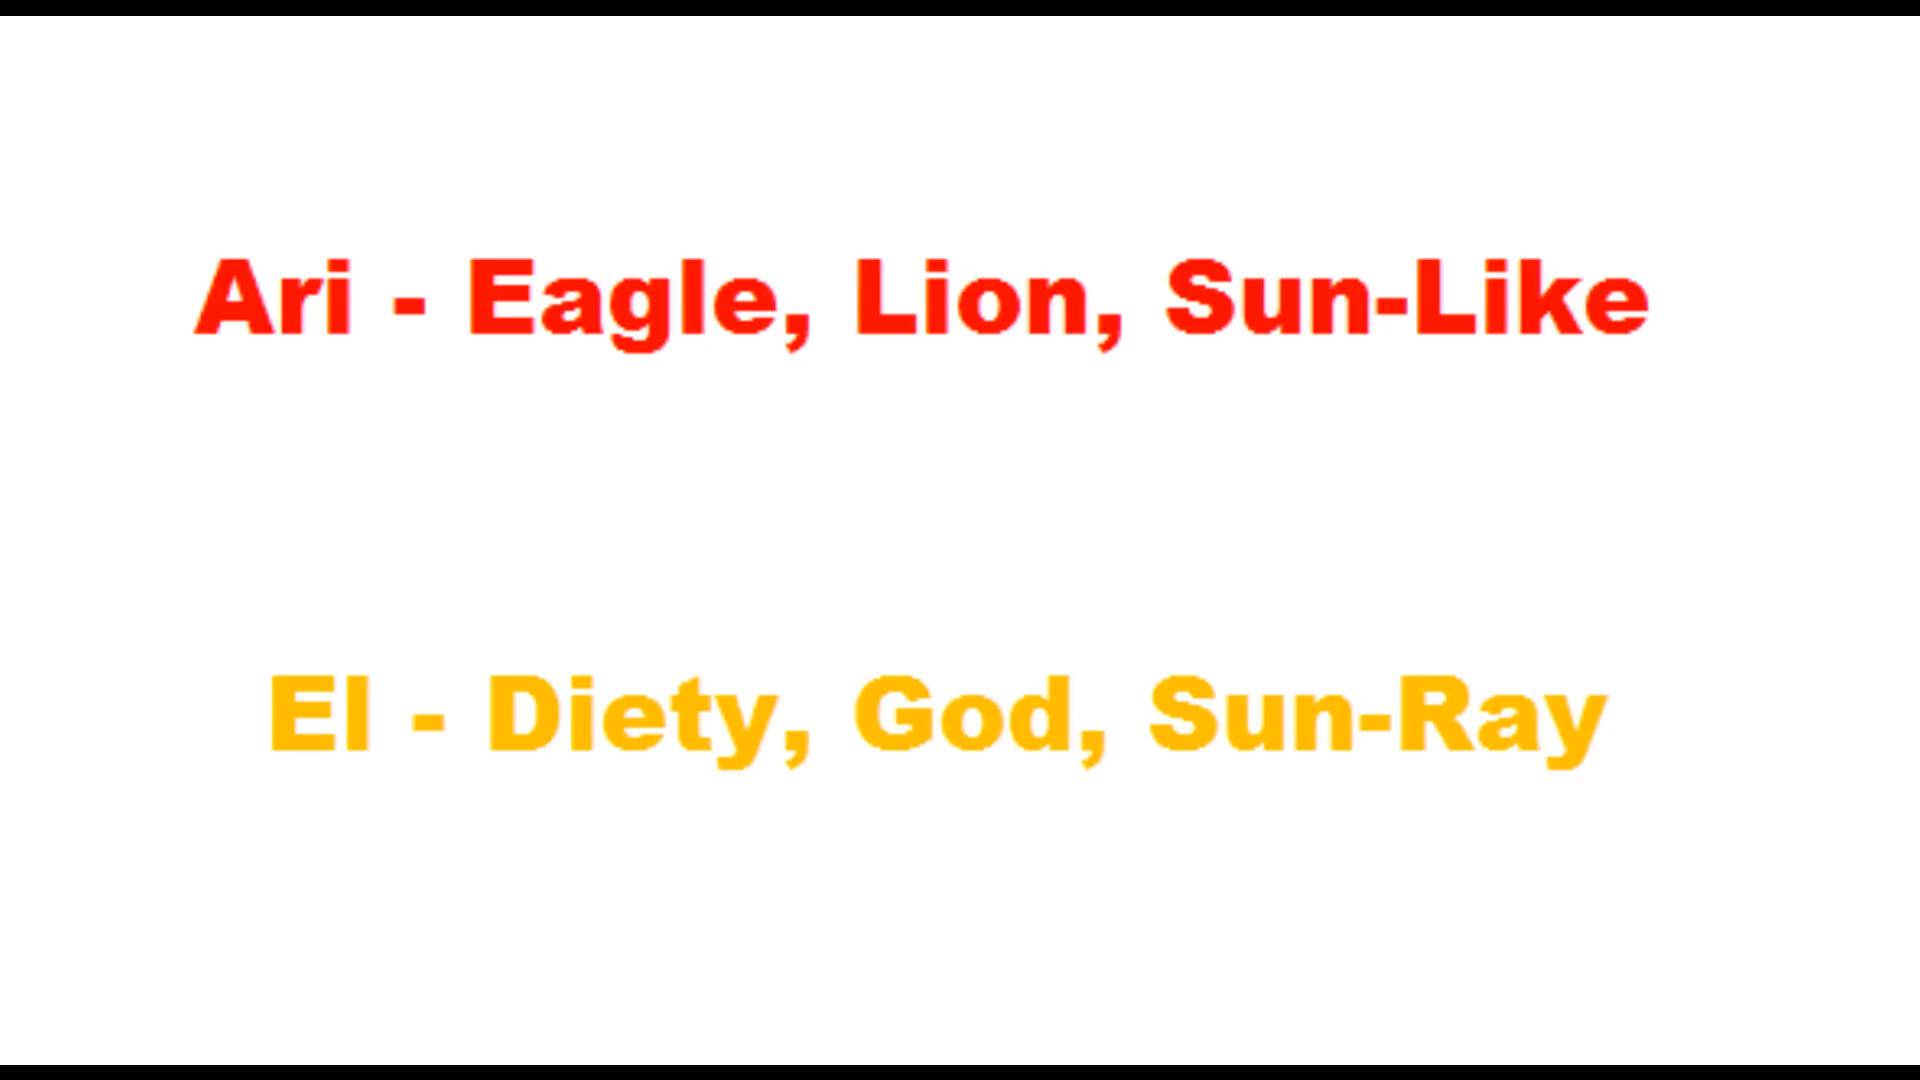 Ari - Eagle, Lion, Sun-Like
El - Diety, God, Sun-Ray